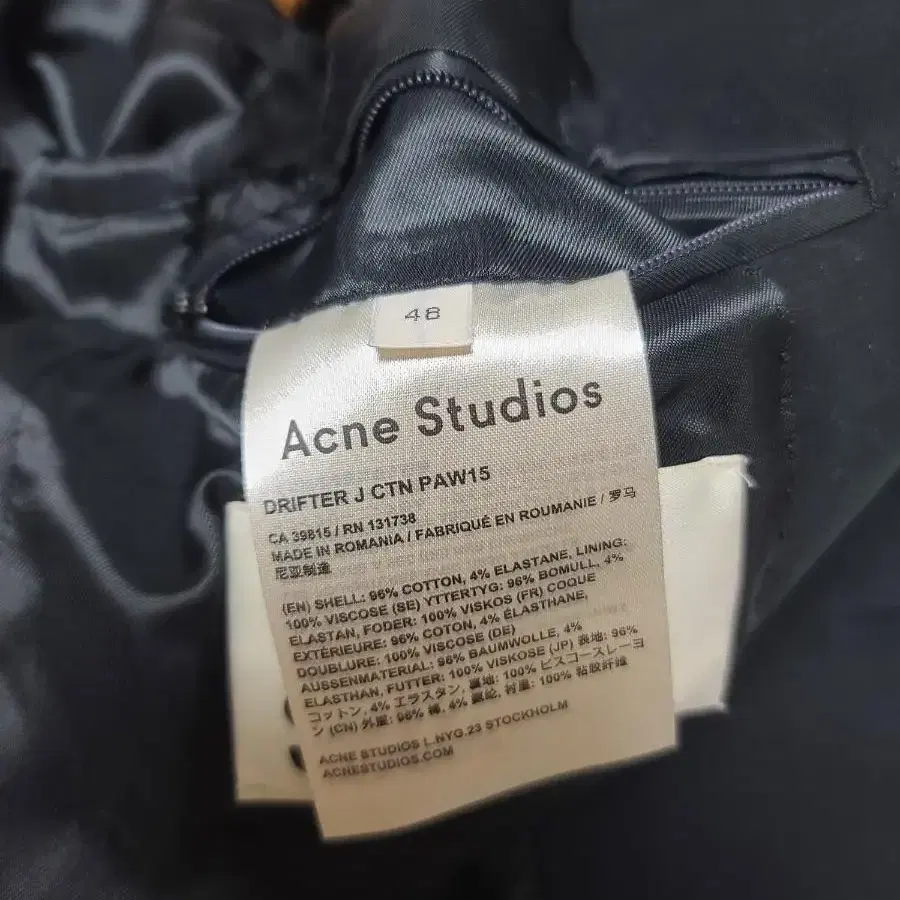 48
Acne Studios
DRIFTER J CTN PAW15
CA 39815 / RN 131738
MADE IN ROMANIA / FABRIQUÉ EN ROUMANIE / 罗马
尼亚制造
(EN) SHELL: 96% COTTON, 4% ELASTANE, LINING:
100% VISCOSE (SE) YTTERTYG: 96% BOMULL, 4%
ELASTAN, FODER: 100% VISKOS (FR) COQUE
EXTÉRIEURE: 96% COTON, 4% ÉLASTHANE,
DOUBLURE: 100% VISCOSE (DE)
AUSSENMATERIAL: 96% BAUMWOLLE, 4%
ELASTHAN, FUTTER: 100% VISKOSE (JP) 表地: 96%
コットン, 4% エラスタン, 裏地: 100% ビスコースレーヨ
ン (CN) 外层: 96% 棉, 4% 氨纶, 衬里: 100% 粘胶纤维
ACNE STUDIOS L.NYG.23 STOCKHOLM
ACNESTUDIOS.COM